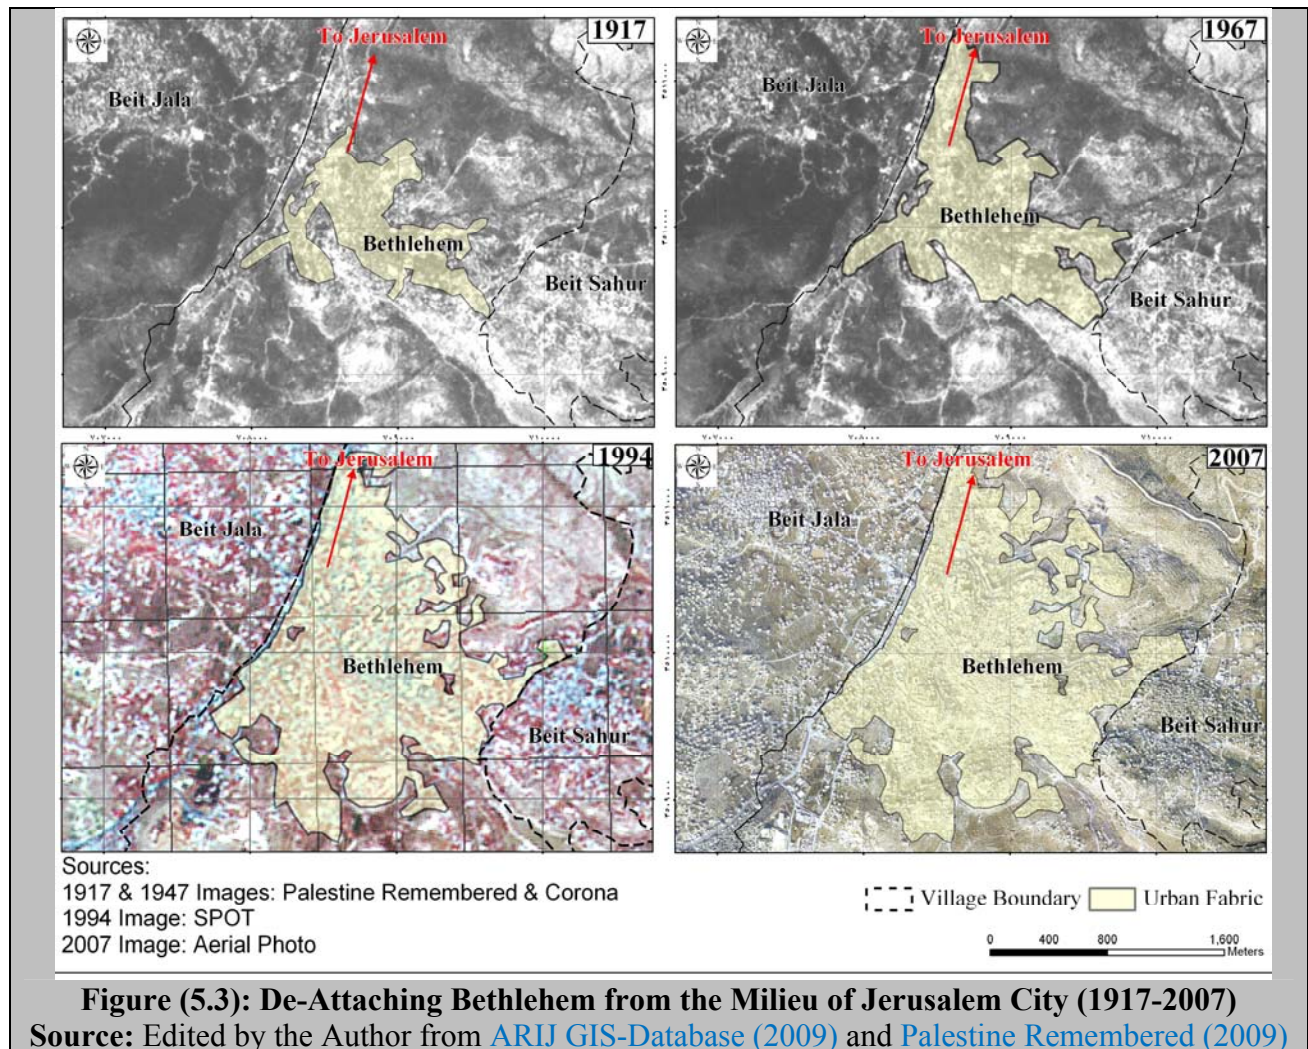 To Jerusalem
1917
Beit Jala
Bethlehem
Beit Sahur
To Jerusalem
1967
Beit Jala
Bethlehem
Beit Sahur
To Jerusalem
1994
Beit Jala
Bethlehem
Beit Sahur
To Jerusalem
2007
Beit Jala
Bethlehem
Beit Sahur
Sources:
1917 & 1947 Images: Palestine Remembered & Corona
1994 Image: SPOT
2007 Image: Aerial Photo
Village Boundary Urban Fabric
0 400 800 1,600
Meters
Figure (5.3): De-Attaching Bethlehem from the Milieu of Jerusalem City (1917-2007)
Source: Edited by the Author from ARIJ GIS-Database (2009) and Palestine Remembered (2009)